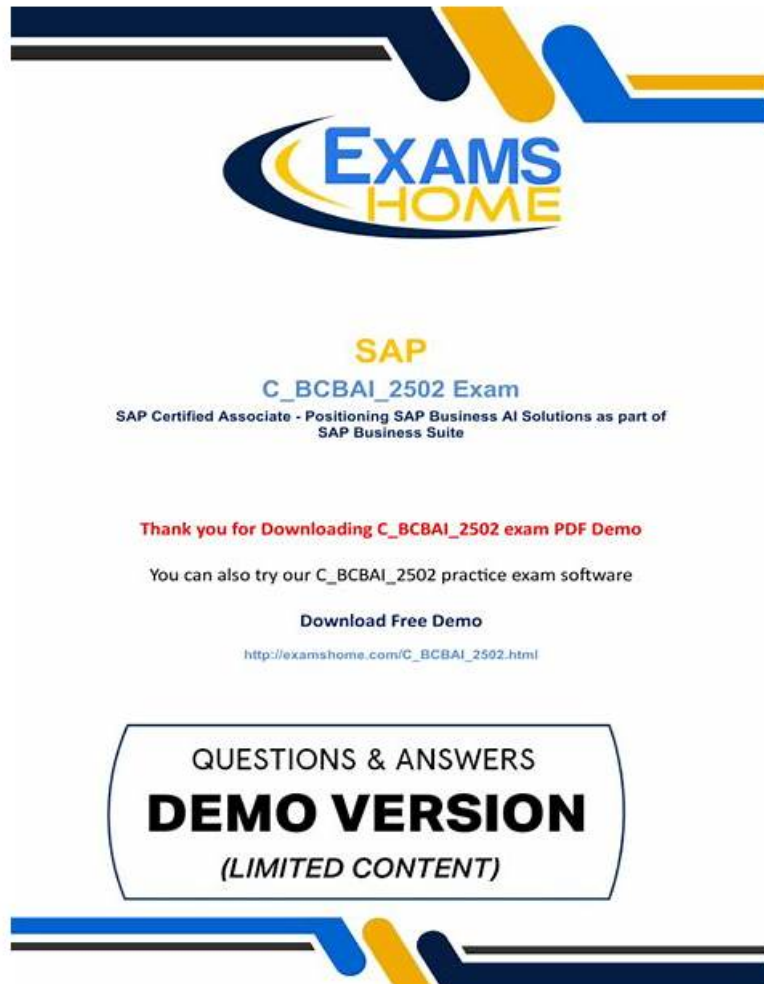 EXAMS
HOME
SAP
C_BCBAI_2502 Exam
SAP Certified Associate - Positioning SAP Business AI Solutions as part of
SAP Business Suite
Thank you for Downloading C_BCBAI_2502 exam PDF Demo
You can also try our C_BCBAI_2502 practice exam software
Download Free Demo
http://examshome.com/C_BCBAI_2502.html
QUESTIONS & ANSWERS
DEMO VERSION
(LIMITED CONTENT)